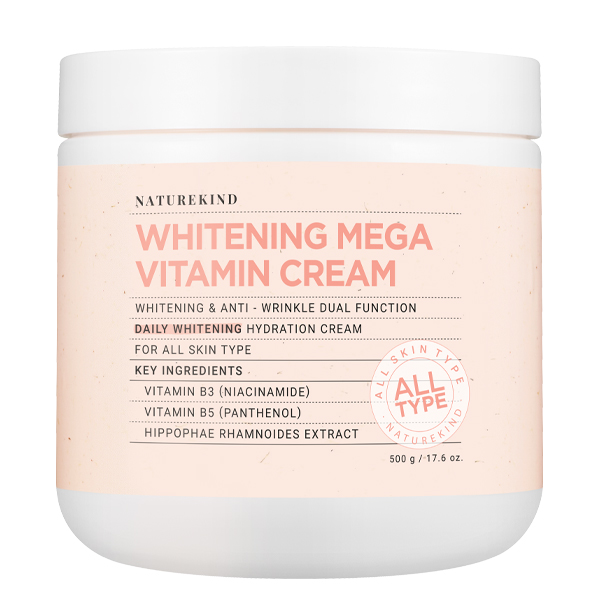 NATUREKIND
WHITENING MEGA
VITAMIN CREAM
WHITENING & ANTI - WRINKLE DUAL FUNCTION
DAILY WHITENING HYDRATION CREAM
FOR ALL SKIN TYPE
KEY INGREDIENTS
VITAMIN B3 (NIACINAMIDE)
VITAMIN B5 (PANTHENOL)
HIPPOPHAE RHAMNOIDES EXTRACT
ALL SKIN TYPE
ALL
TYPE
NATUREKIND
500 g / 17.6 oz.